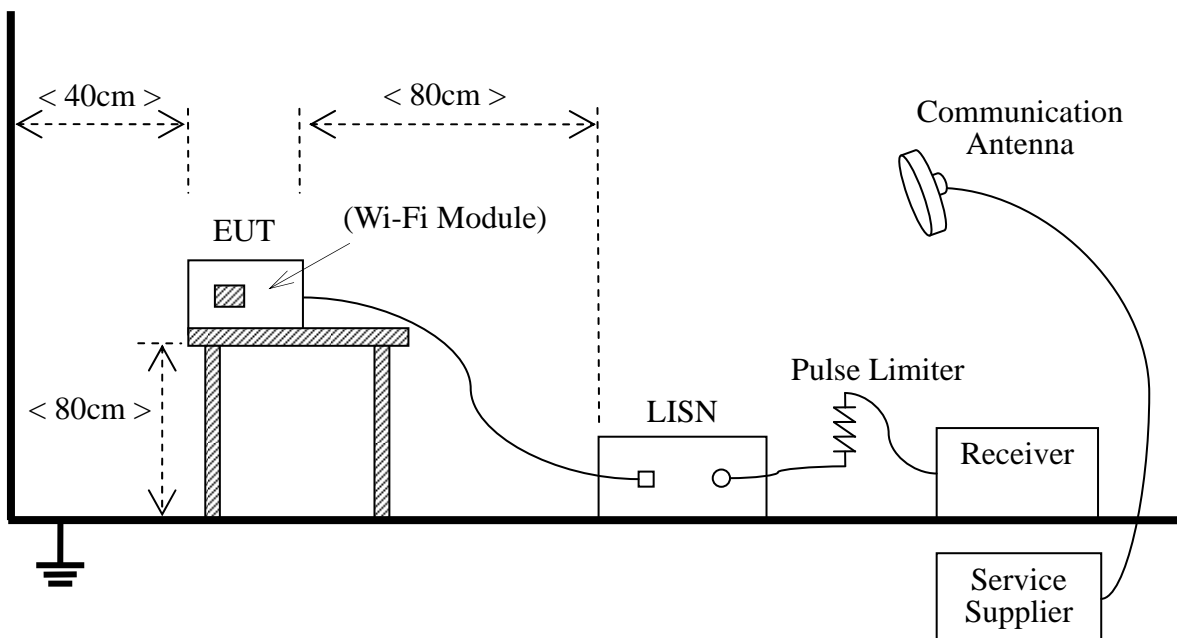 < 40cm >
< 80cm >
Communication
Antenna
(Wi-Fi Module)
EUT
Pulse Limiter
< 80cm >
LISN
Receiver
Service
Supplier